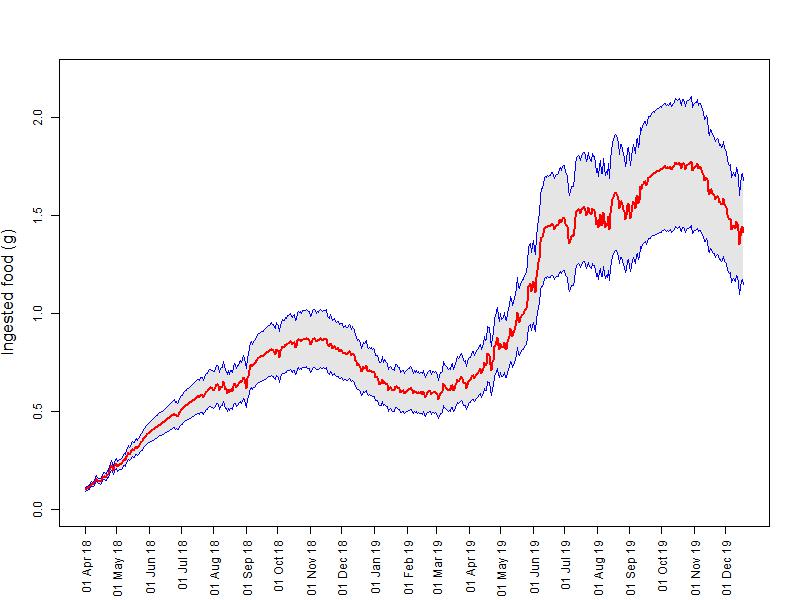 Ingested food (g)
2.0
1.5
1.0
0.5
0.0
01 Apr 18
01 May 18
01 Jun 18
01 Jul 18
01 Aug 18
01 Sep 18
01 Oct 18
01 Nov 18
01 Dec 18
01 Jan 19
01 Feb 19
01 Mar 19
01 Apr 19
01 May 19
01 Jun 19
01 Jul 19
01 Aug 19
01 Sep 19
01 Oct 19
01 Nov 19
01 Dec 19